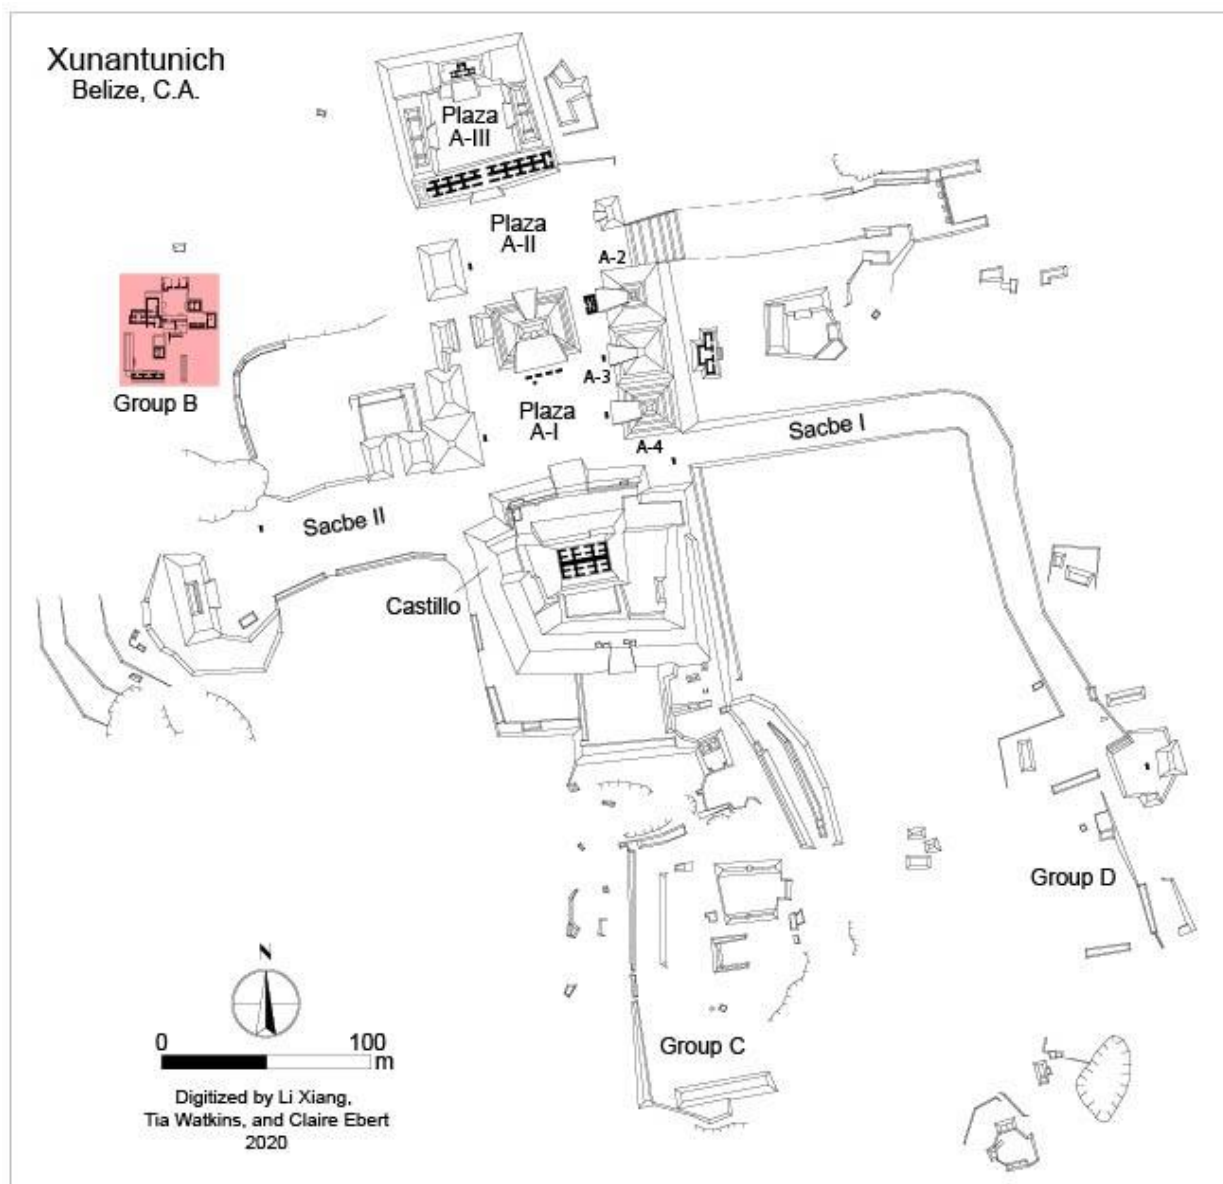 Xunantunich
Belize, C.A.
Plaza
A-III
Plaza
A-II
A-2
Group B
A-3
Plaza
A-I
A-4
Sacbe I
Sacbe II
Castillo
Group D
Group C
N
0 100
m
Digitized by Li Xiang,
Tia Watkins, and Claire Ebert
2020